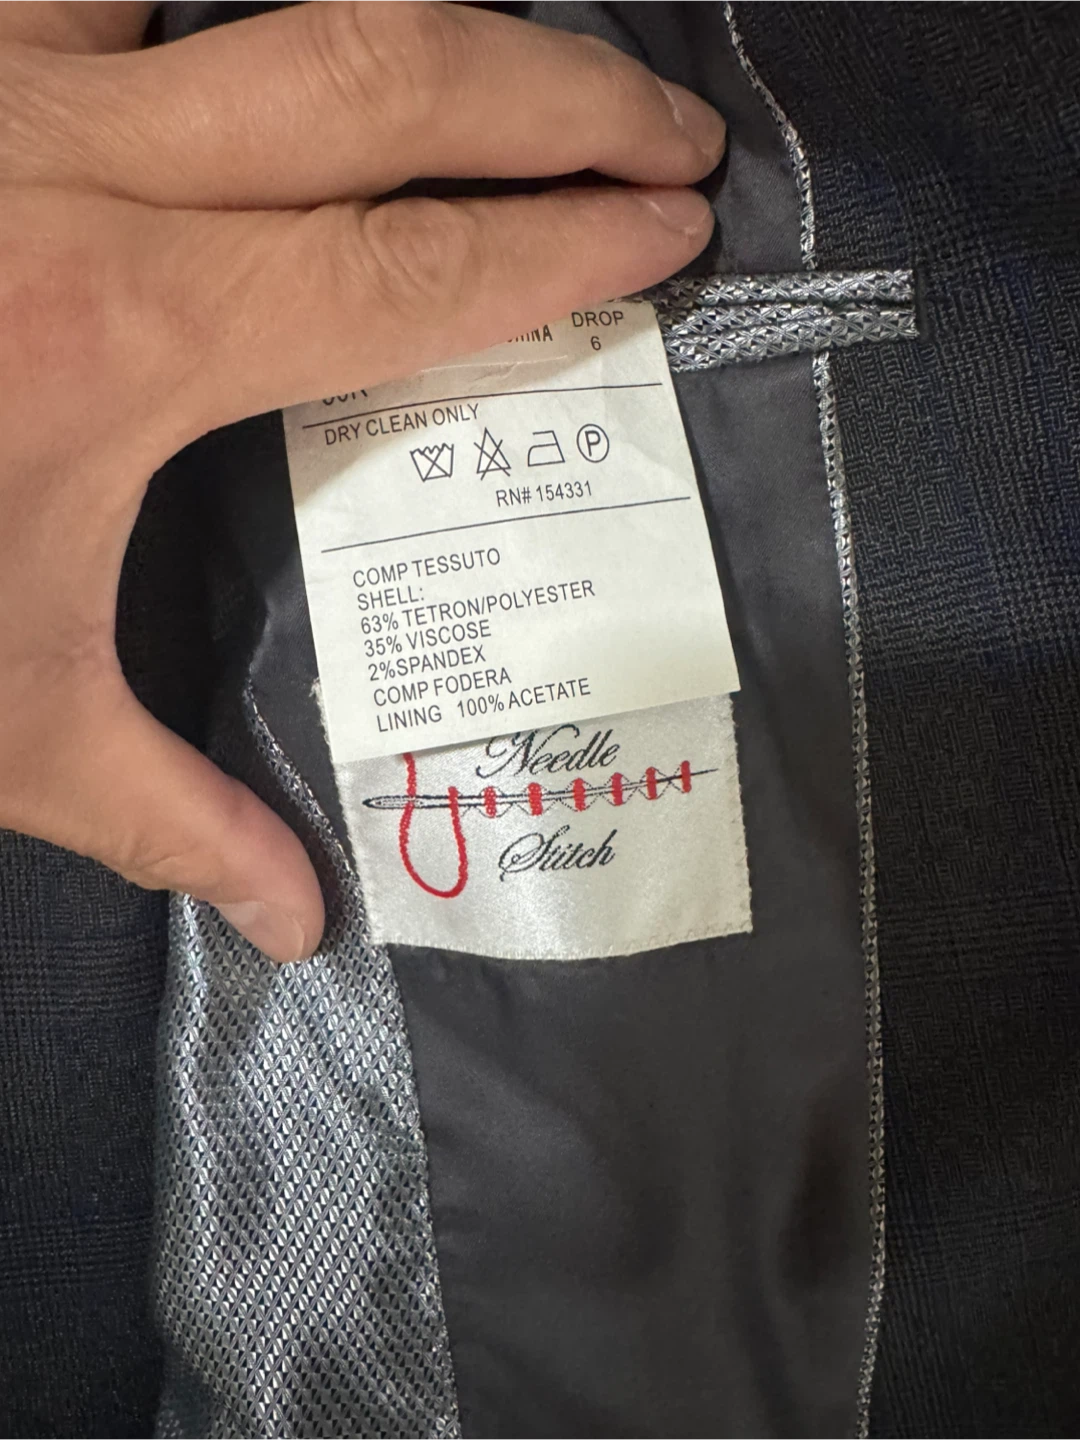 DROP
6
DRY CLEAN ONLY
P
RN# 154331
COMP TESSUTO
SHELL:
63% TETRON/POLYESTER
35% VISCOSE
2%SPANDEX
COMP FODERA
LINING 100% ACETATE
Needle
Stitch